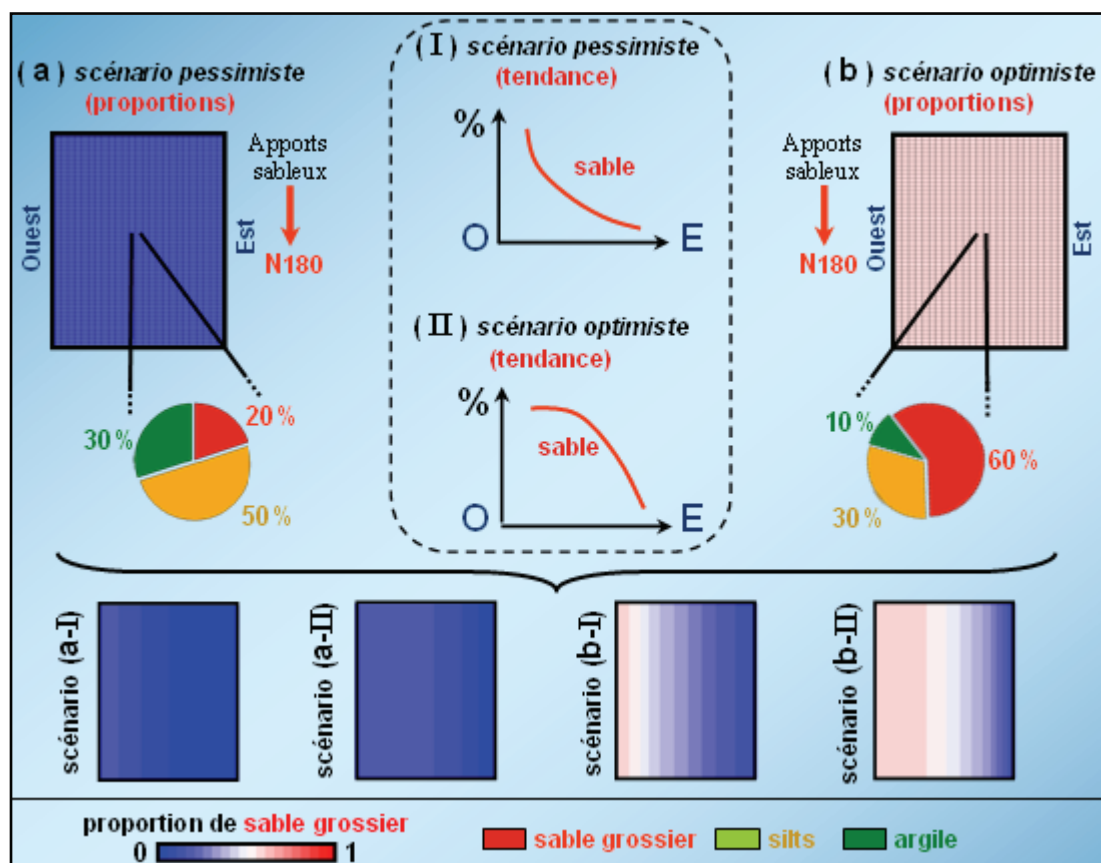 (a) scénario pessimiste
(proportions)
Ouest
Est
Apports
sableux
N180
30 %
20 %
50 %
(I) scénario pessimiste
(tendance)
%
sable
O
E
(II) scénario optimiste
(tendance)
%
sable
O
E
(b) scénario optimiste
(proportions)
Apports
sableux
N180
Ouest
Est
10 %
60 %
30 %
scénario (a-I)
scénario (a-II)
scénario (b-I)
scénario (b-II)
proportion de sable grossier
0 1
sable grossier silts argile